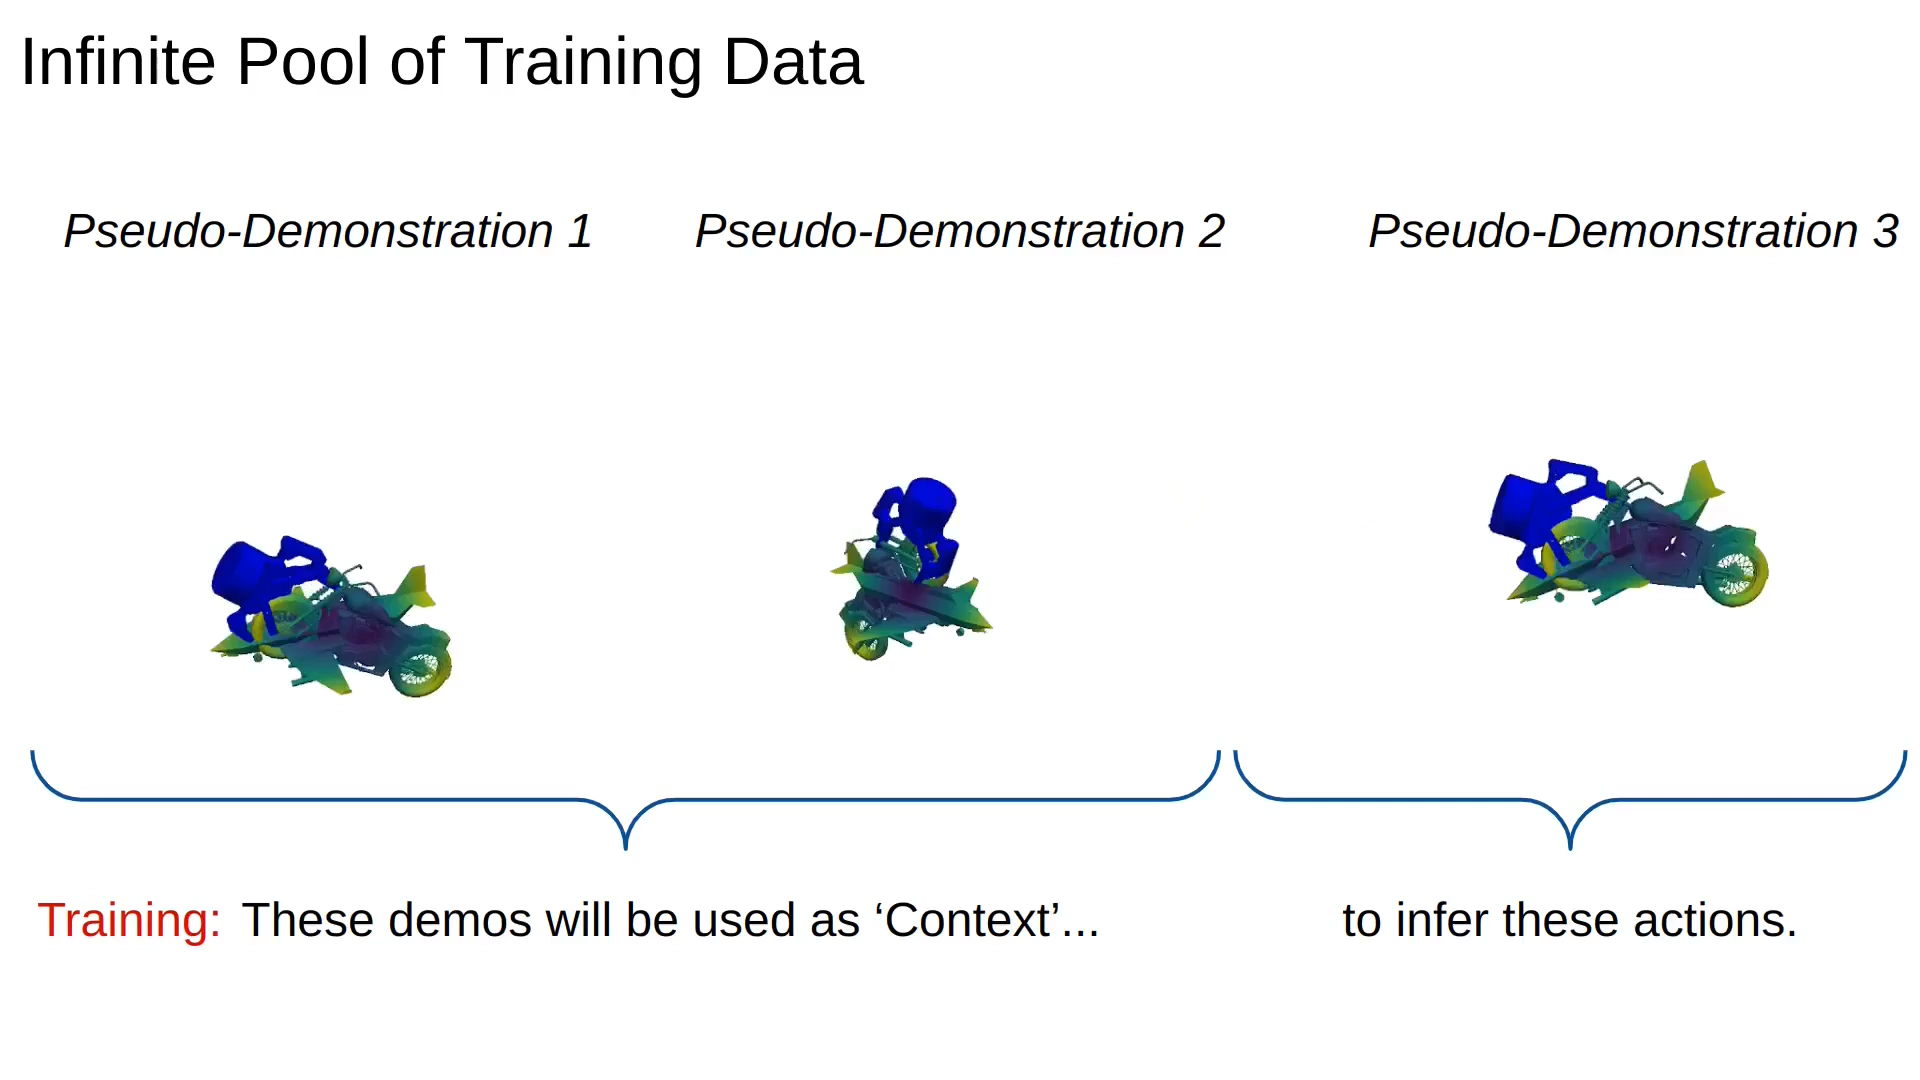 Infinite Pool of Training Data
Pseudo-Demonstration 1
Pseudo-Demonstration 2
Pseudo-Demonstration 3
Training: These demos will be used as ‘Context’...
to infer these actions.